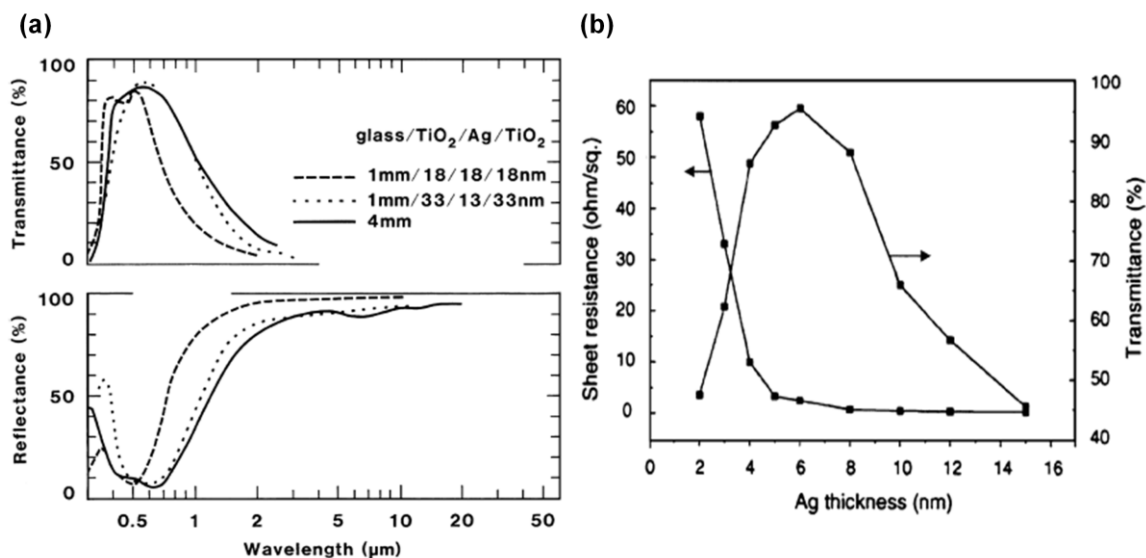 (a)
(b)
Transmittance (%)
100
50
0
glass/TiO2/Ag/TiO2
1mm/18/18/18nm
1mm/33/13/33nm
4mm
Reflectance (%)
100
50
0
0.5 1 2 5 10 20 50
Wavelength (μm)
Sheet resistance (ohm/sq.)
60
50
40
30
20
10
0
100
90
80
70
60
50
40
Transmittance (%)
0 2 4 6 8 10 12 14 16
Ag thickness (nm)